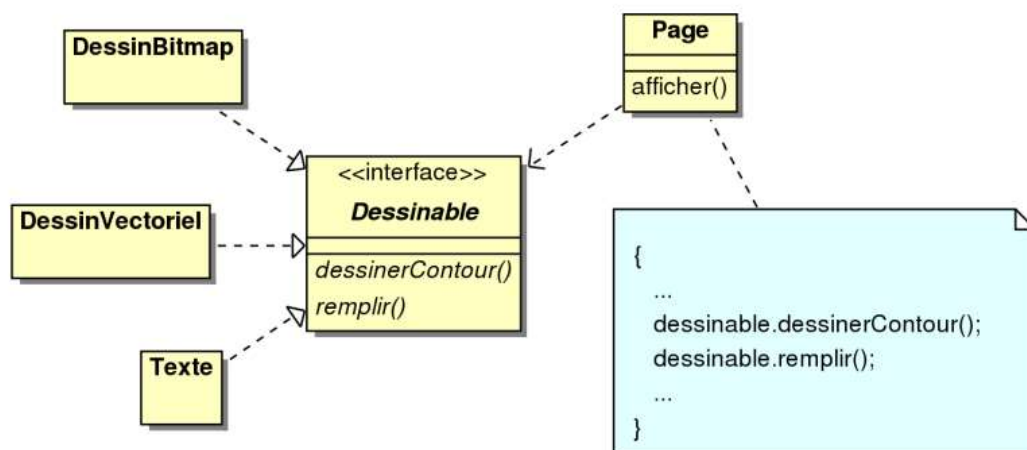 DessinBitmap
Page
afficher()
<<interface>>
Dessinable
dessinerContour()
remplir()
DessinVectoriel
Texte
{
...
dessinable.dessinerContour();
dessinable.remplir();
...
}